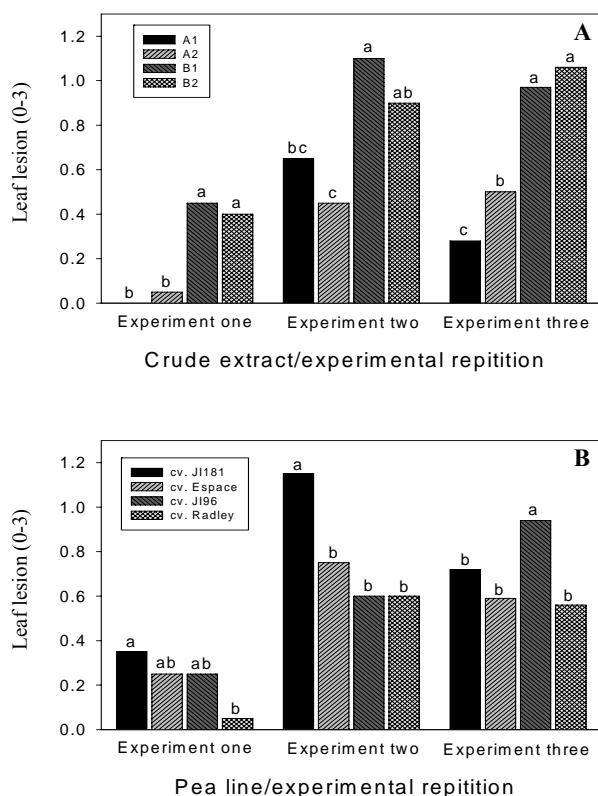 A
1.2
1.0
0.8
0.6
0.4
0.2
0.0
Leaf lesion (0-3)
A1
A2
B1
B2
b b a a
bc c a ab
c b a a
Experiment one Experiment two Experiment three
Crude extract/experimental repitition
B
1.2
1.0
0.8
0.6
0.4
0.2
0.0
Leaf lesion (0-3)
cv. JI181
cv. Espace
cv. JI96
cv. Radley
a ab ab b
a b b b
b b a b
Experiment one Experiment two Experiment three
Pea line/experimental repitition